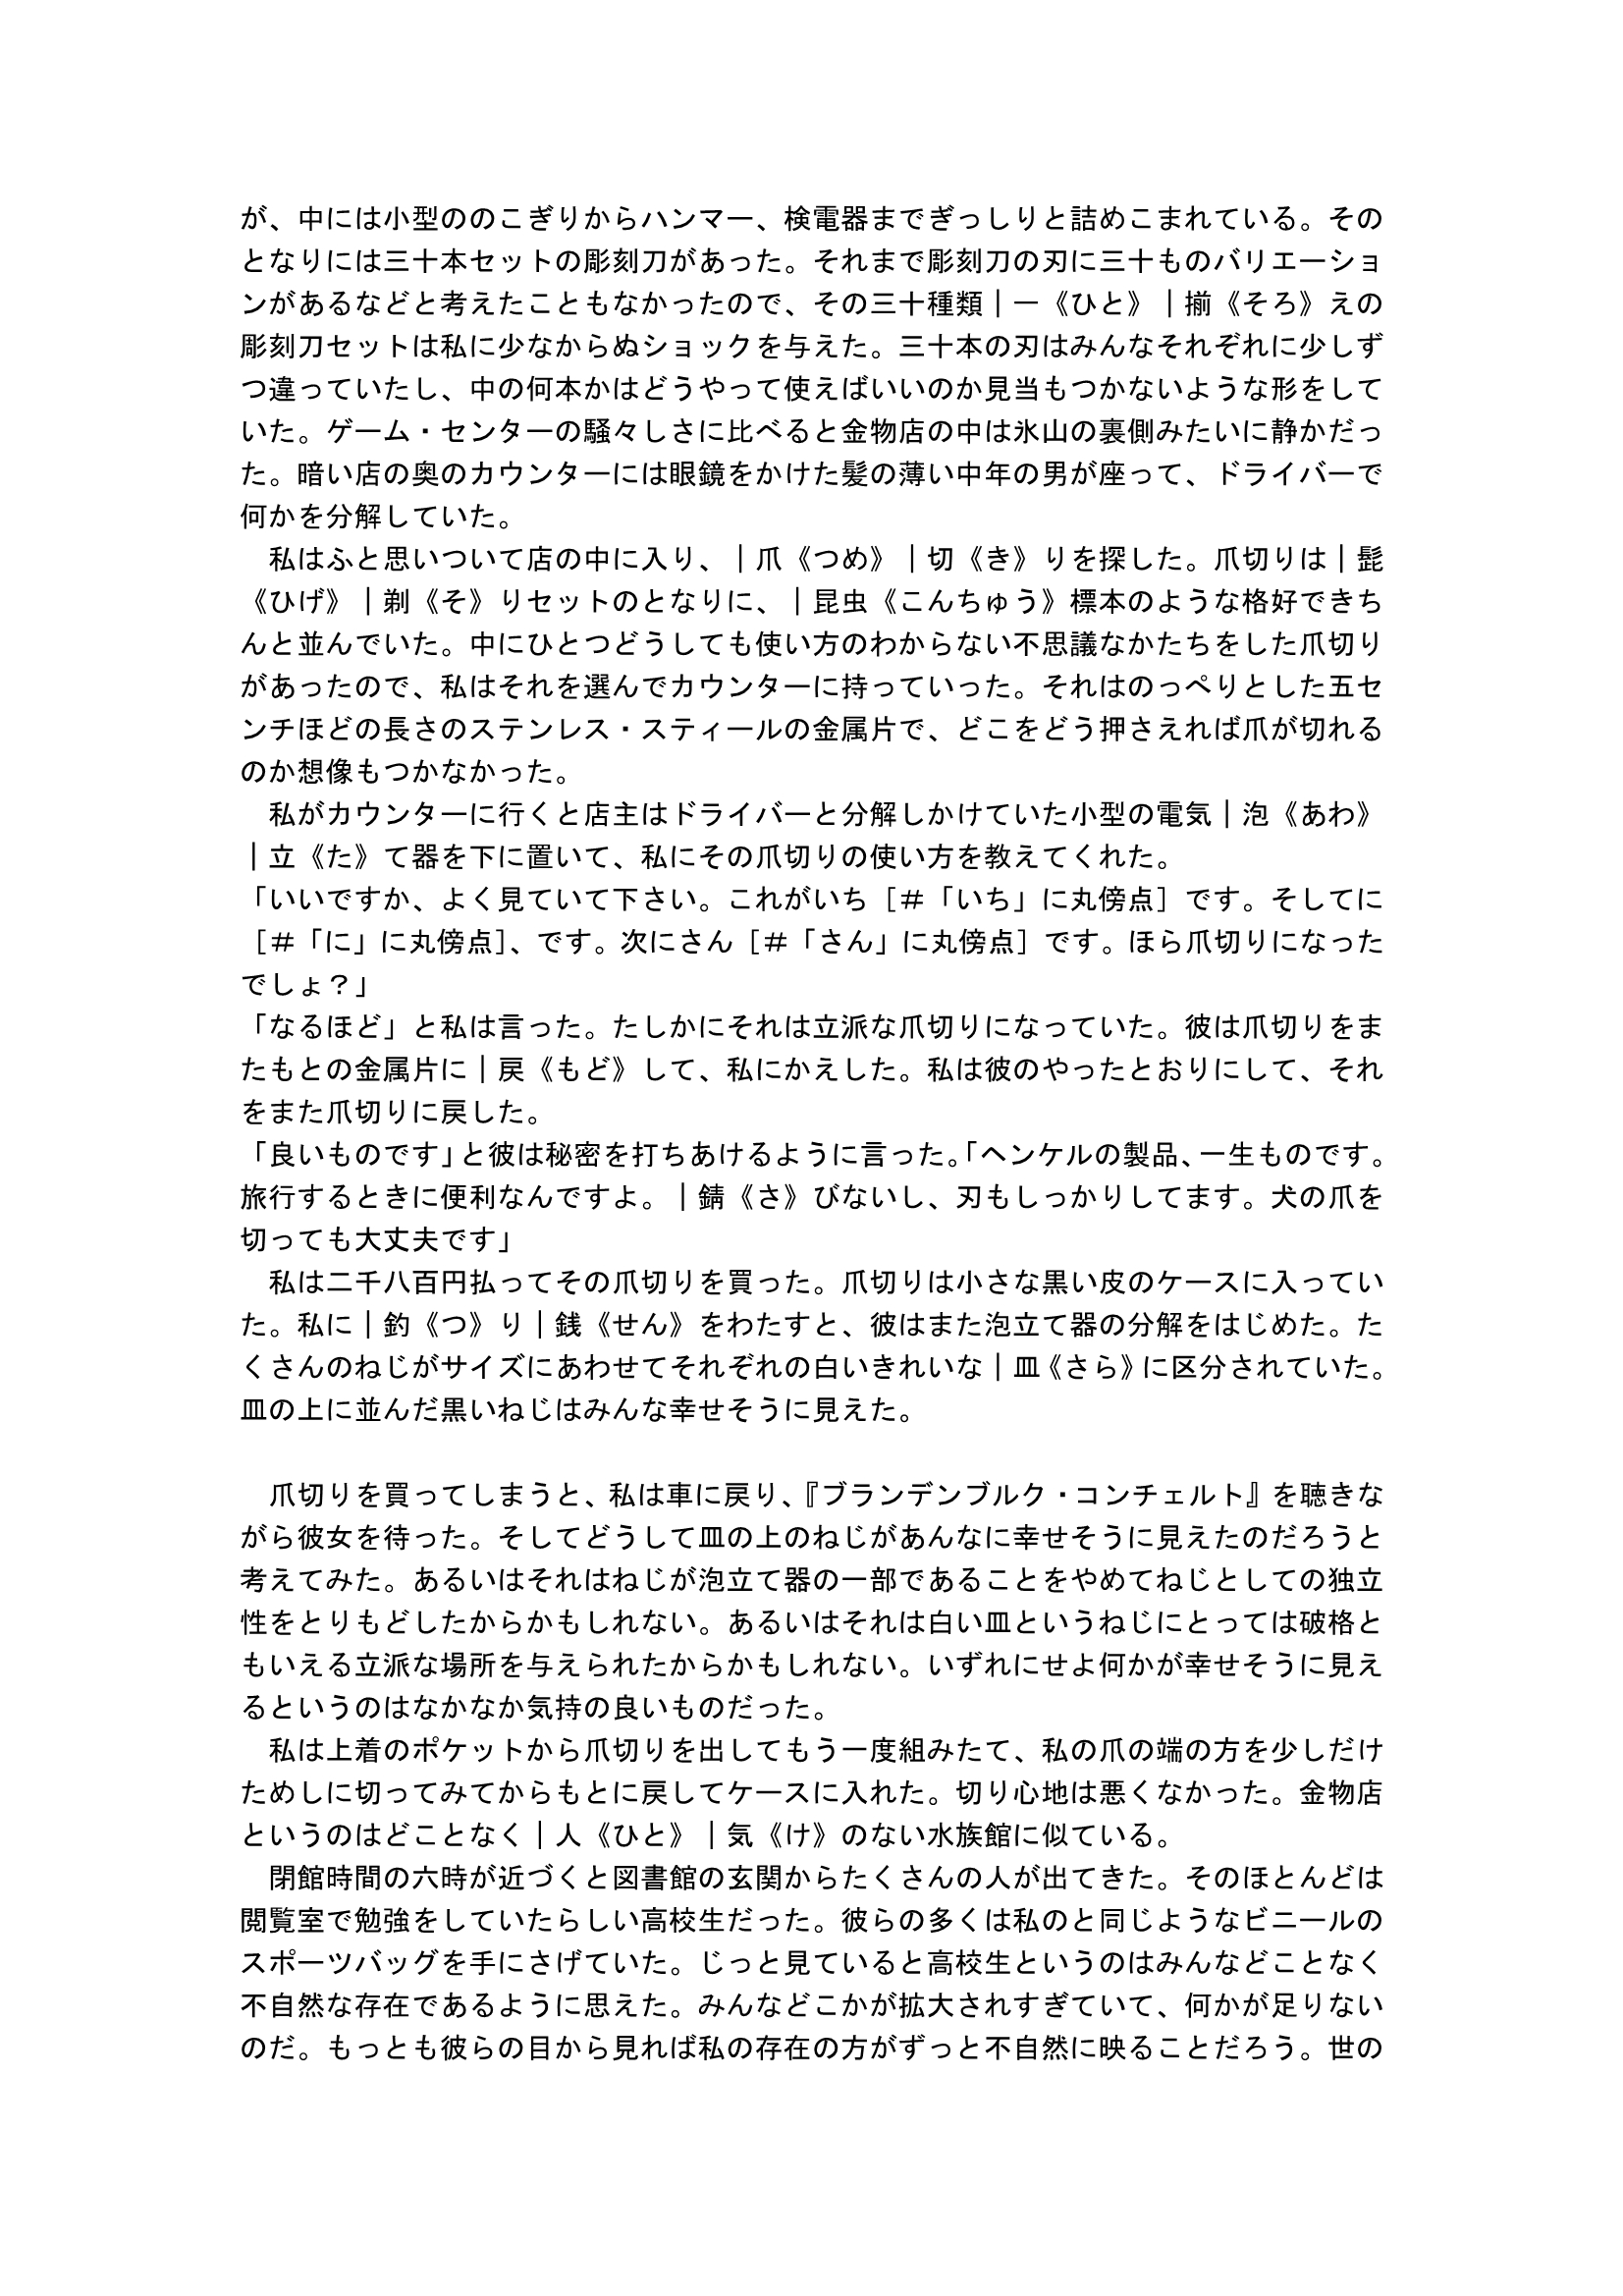 が、中には小型ののこぎりからハンマー、検電器までぎっしりと詰めこまれている。その
となりには三十本セットの彫刻刀があった。それまで彫刻刀の刃に三十ものバリエーショ
ンがあるなどと考えたこともなかったので、その三十種類｜一《ひと》｜揃《そろ》えの
彫刻刀セットは私に少なからぬショックを与えた。三十本の刃はみんなそれぞれに少しず
つ違っていたし、中の何本かはどうやって使えばいいのか見当もつかないような形をして
いた。ゲーム・センターの騒々しさに比べると金物店の中は氷山の裏側みたいに静かだっ
た。暗い店の奥のカウンターには眼鏡をかけた髪の薄い中年の男が座って、ドライバーで
何かを分解していた。
　私はふと思いついて店の中に入り、｜爪《つめ》｜切《き》りを探した。爪切りは｜髭
《ひげ》｜剃《そ》りセットのとなりに、｜昆虫《こんちゅう》標本のような格好できち
んと並んでいた。中にひとつどうしても使い方のわからない不思議なかたちをした爪切り
があったので、私はそれを選んでカウンターに持っていった。それはのっぺりとした五セ
ンチほどの長さのステンレス・スティールの金属片で、どこをどう押さえれば爪が切れる
のか想像もつかなかった。
　私がカウンターに行くと店主はドライバーと分解しかけていた小型の電気｜泡《あわ》
｜立《た》て器を下に置いて、私にその爪切りの使い方を教えてくれた。
「いいですか、よく見ていて下さい。これがいち［＃「いち」に丸傍点］です。そしてに
［＃「に」に丸傍点］、です。次にさん［＃「さん」に丸傍点］です。ほら爪切りになった
でしょ？」
「なるほど」と私は言った。たしかにそれは立派な爪切りになっていた。彼は爪切りをま
たもとの金属片に｜戻《もど》して、私にかえした。私は彼のやったとおりにして、それ
をまた爪切りに戻した。
「良いものです」と彼は秘密を打ちあけるように言った。「ヘンケルの製品、一生ものです。
旅行するときに便利なんですよ。｜錆《さ》びないし、刃もしっかりしてます。犬の爪を
切っても大丈夫です」
　私は二千八百円払ってその爪切りを買った。爪切りは小さな黒い皮のケースに入ってい
た。私に｜釣《つ》り｜銭《せん》をわたすと、彼はまた泡立て器の分解をはじめた。た
くさんのねじがサイズにあわせてそれぞれの白いきれいな｜皿《さら》に区分されていた。
皿の上に並んだ黒いねじはみんな幸せそうに見えた。

　爪切りを買ってしまうと、私は車に戻り、『ブランデンブルク・コンチェルト』を聴きな
がら彼女を待った。そしてどうして皿の上のねじがあんなに幸せそうに見えたのだろうと
考えてみた。あるいはそれはねじが泡立て器の一部であることをやめてねじとしての独立
性をとりもどしたからかもしれない。あるいはそれは白い皿というねじにとっては破格と
もいえる立派な場所を与えられたからかもしれない。いずれにせよ何かが幸せそうに見え
るというのはなかなか気持の良いものだった。
　私は上着のポケットから爪切りを出してもう一度組みたて、私の爪の端の方を少しだけ
ためしに切ってみてからもとに戻してケースに入れた。切り心地は悪くなかった。金物店
というのはどことなく｜人《ひと》｜気《け》のない水族館に似ている。
　閉館時間の六時が近づくと図書館の玄関からたくさんの人が出てきた。そのほとんどは
閲覧室で勉強をしていたらしい高校生だった。彼らの多くは私のと同じようなビニールの
スポーツバッグを手にさげていた。じっと見ていると高校生というのはみんなどことなく
不自然な存在であるように思えた。みんなどこかが拡大されすぎていて、何かが足りない
のだ。もっとも彼らの目から見れば私の存在の方がずっと不自然に映ることだろう。世の